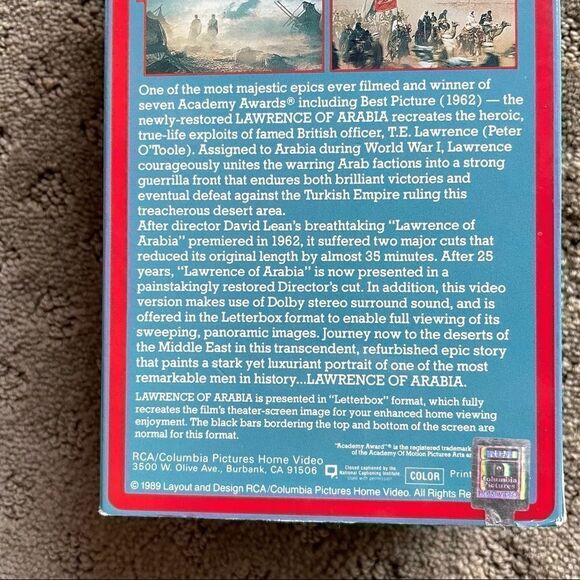 One of the most majestic epics ever filmed and winner of
seven Academy Awards® including Best Picture (1962) — the
newly-restored LAWRENCE OF ARABIA recreates the heroic,
true-life exploits of famed British officer, T.E. Lawrence (Peter
O'Toole). Assigned to Arabia during World War I, Lawrence
courageously unites the warring Arab factions into a strong
guerrilla front that endures both brilliant victories and
eventual defeat against the Turkish Empire ruling this
treacherous desert area.
After director David Lean's breathtaking "Lawrence of
Arabia" premiered in 1962, it suffered two major cuts that
reduced its original length by almost 35 minutes. After 25
years, "Lawrence of Arabia" is now presented in a
painstakingly restored Director's cut. In addition, this video
version makes use of Dolby stereo surround sound, and is
offered in the Letterbox format to enable full viewing of its
sweeping, panoramic images. Journey now to the deserts of
the Middle East in this transcendent, refurbished epic story
that paints a stark yet luxuriant portrait of one of the most
remarkable men in history...LAWRENCE OF ARABIA.
LAWRENCE OF ARABIA is presented in "Letterbox" format, which fully
recreates the film's theater-screen image for your enhanced home viewing
enjoyment. The black bars bordering the top and bottom of the screen are
normal for this format.
"Academy Award"® is the registered trademark
of the Academy Of Motion Pictures Arts and
RCA/Columbia Pictures Home Video
3500 W. Olive Ave., Burbank, CA 91506
Closed captioned by the
National Captioning Institute
Used with permission
COLOR
Print
© 1989 Layout and Design RCA/Columbia Pictures Home Video. All Rights Re
Columbia
Pictures